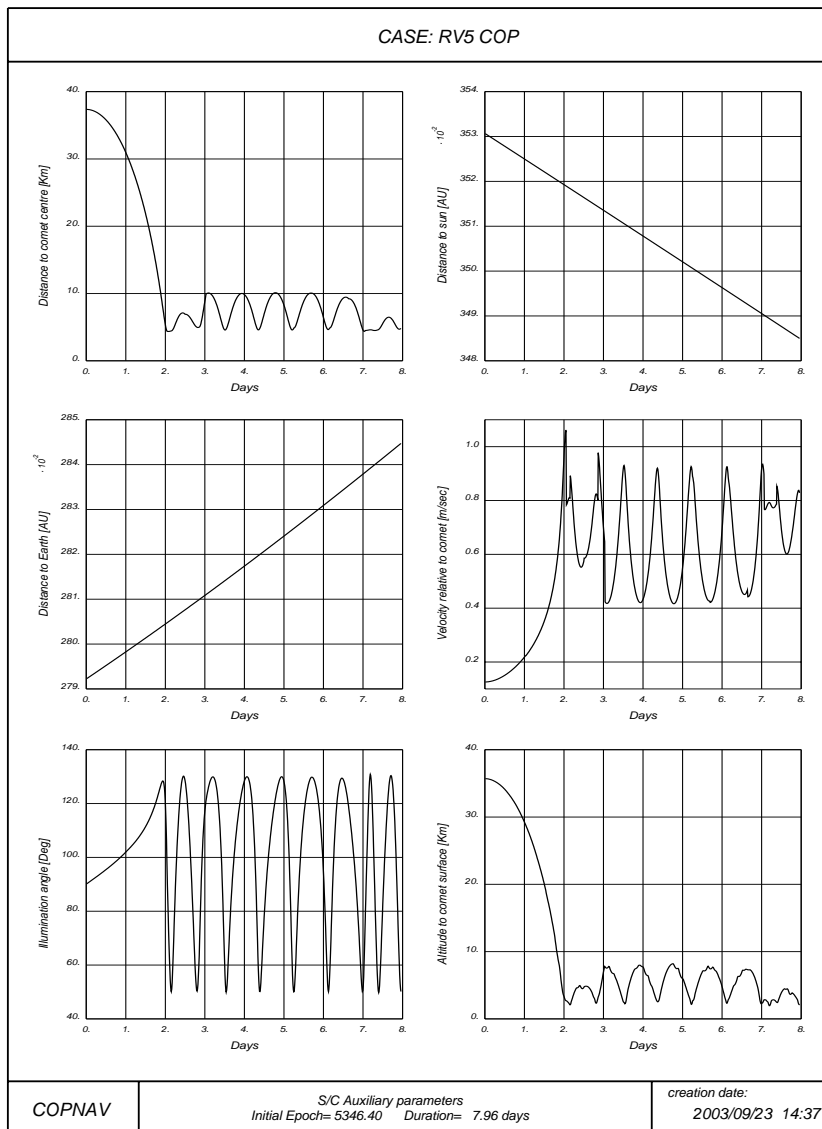 CASE: RV5 COP
Distance to comet centre [Km]
40.
30.
20.
10.
0.
0. 1. 2. 3. 4. 5. 6. 7. 8.
Days
Distance to sun [AU]
· 10⁻²
354.
353.
352.
351.
350.
349.
348.
0. 1. 2. 3. 4. 5. 6. 7. 8.
Days
Distance to Earth [AU]
· 10⁻²
285.
284.
283.
282.
281.
280.
279.
0. 1. 2. 3. 4. 5. 6. 7. 8.
Days
Velocity relative to comet [m/sec]
1.0
0.8
0.6
0.4
0.2
0. 1. 2. 3. 4. 5. 6. 7. 8.
Days
Illumination angle [Deg]
140.
120.
100.
80.
60.
40.
0. 1. 2. 3. 4. 5. 6. 7. 8.
Days
Altitude to comet surface [Km]
40.
30.
20.
10.
0.
0. 1. 2. 3. 4. 5. 6. 7. 8.
Days
COPNAV
S/C Auxiliary parameters
Initial Epoch= 5346.40 Duration= 7.96 days
creation date:
2003/09/23 14:37